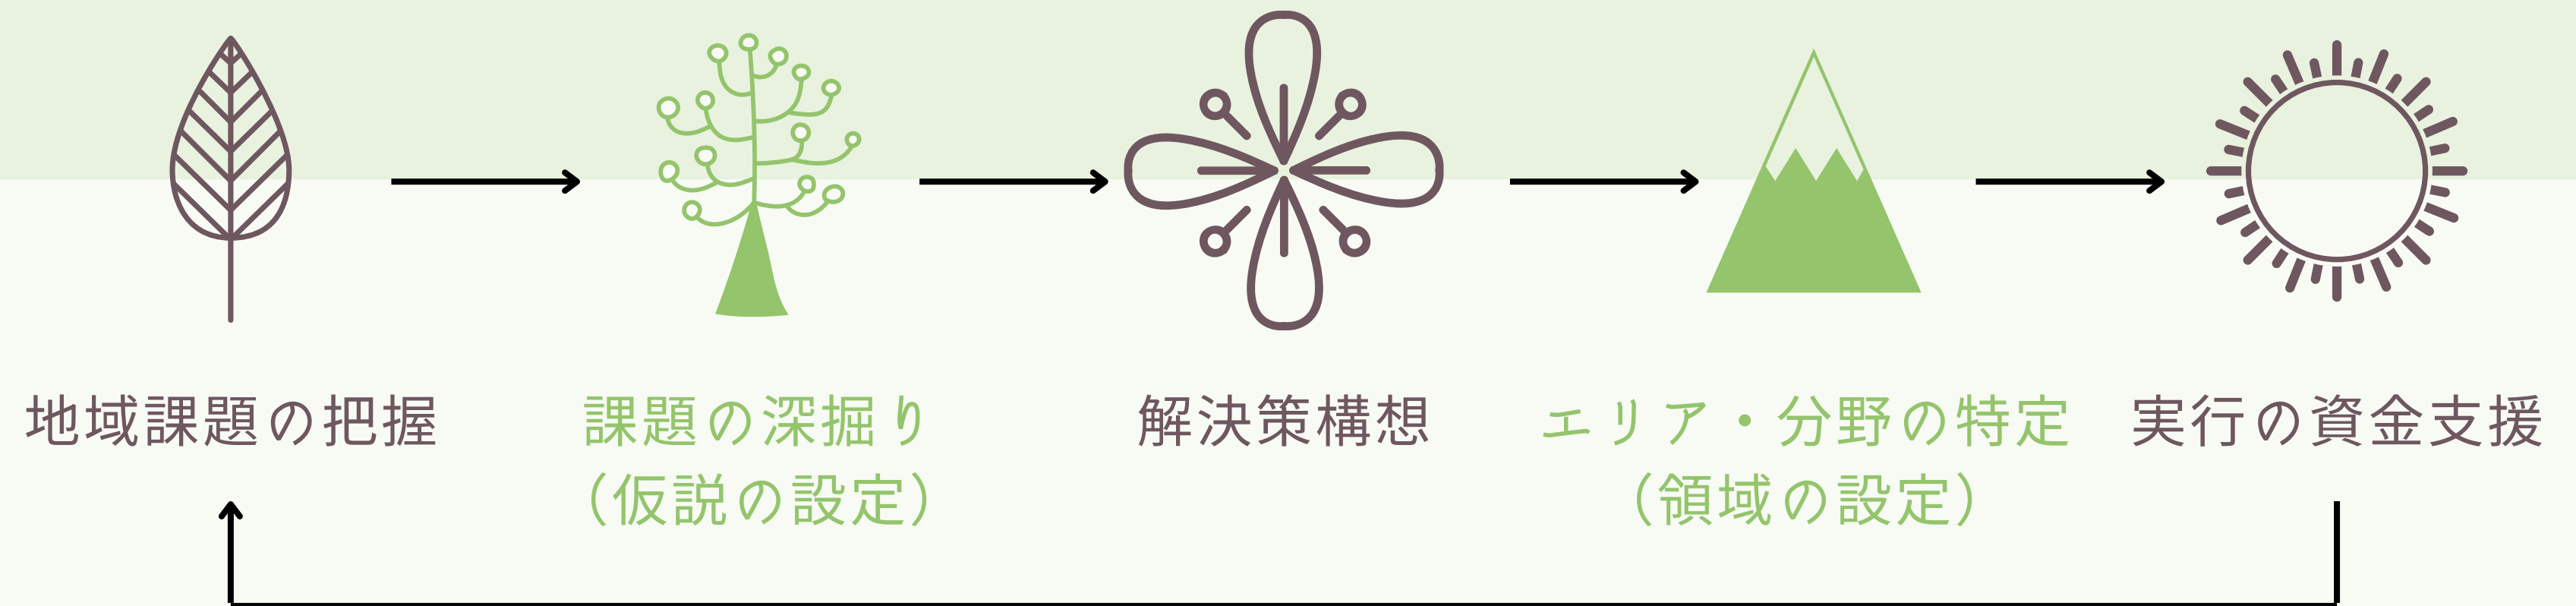 地域課題の把握
課題の深掘り
（仮説の設定）
解決策構想
エリア・分野の特定
（領域の設定）
実行の資金支援